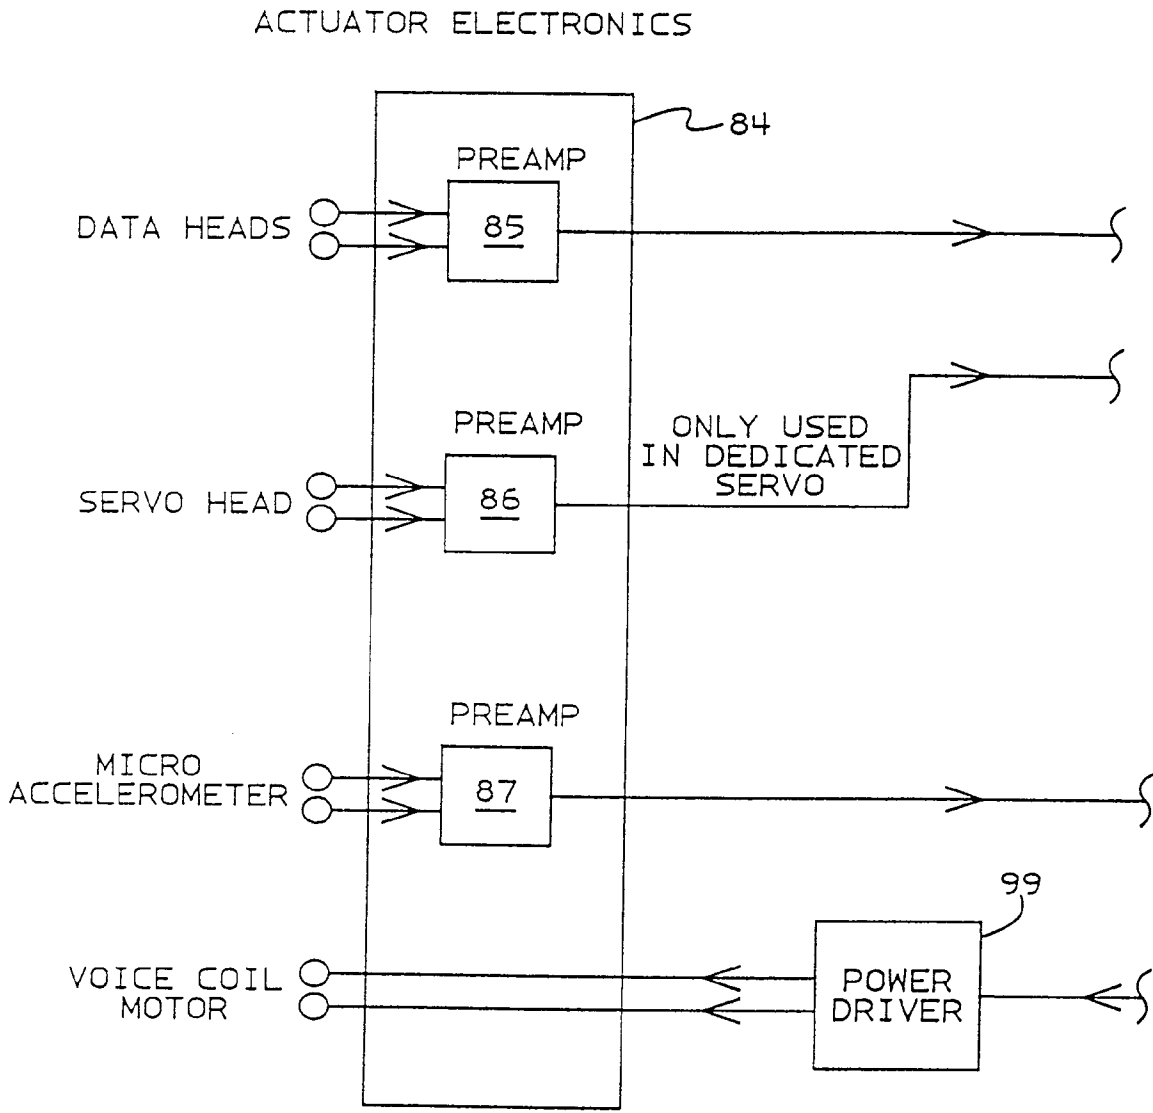 ACTUATOR ELECTRONICS
84
PREAMP
DATA HEADS
85
PREAMP
ONLY USED
IN DEDICATED
SERVO
SERVO HEAD
86
PREAMP
MICRO
ACCELEROMETER
87
99
VOICE COIL
MOTOR
POWER
DRIVER